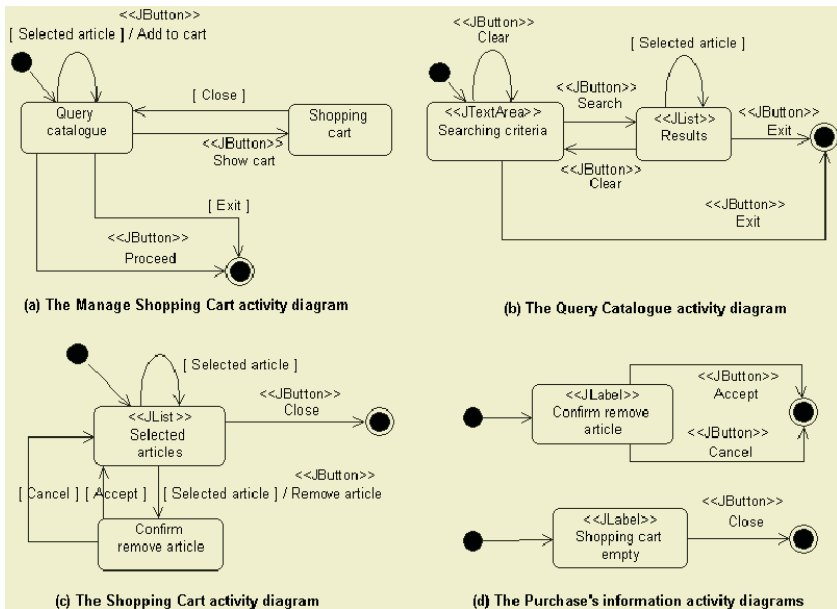 <<JButton>>
[ Selected article ] / Add to cart
Query
catalogue
[ Close ]
Shopping
cart
<<JButton>>
Show cart
[ Exit ]
<<JButton>>
Proceed
(a) The Manage Shopping Cart activity diagram
<<JButton>>
Clear
[ Selected article ]
<<JTextArea>>
Searching criteria
<<JButton>>
Search
<<JList>>
Results
<<JButton>>
Exit
<<JButton>>
Clear
<<JButton>>
Exit
(b) The Query Catalogue activity diagram
[ Selected article ]
<<JList>>
Selected
articles
<<JButton>>
Close
<<JButton>>
[ Cancel ] [ Accept ] [ Selected article ] / Remove article
Confirm
remove article
(c) The Shopping Cart activity diagram
<<JLabel>>
Confirm remove
article
<<JButton>>
Accept
<<JButton>>
Cancel
<<JLabel>>
Shopping cart
empty
<<JButton>>
Close
(d) The Purchase's information activity diagrams